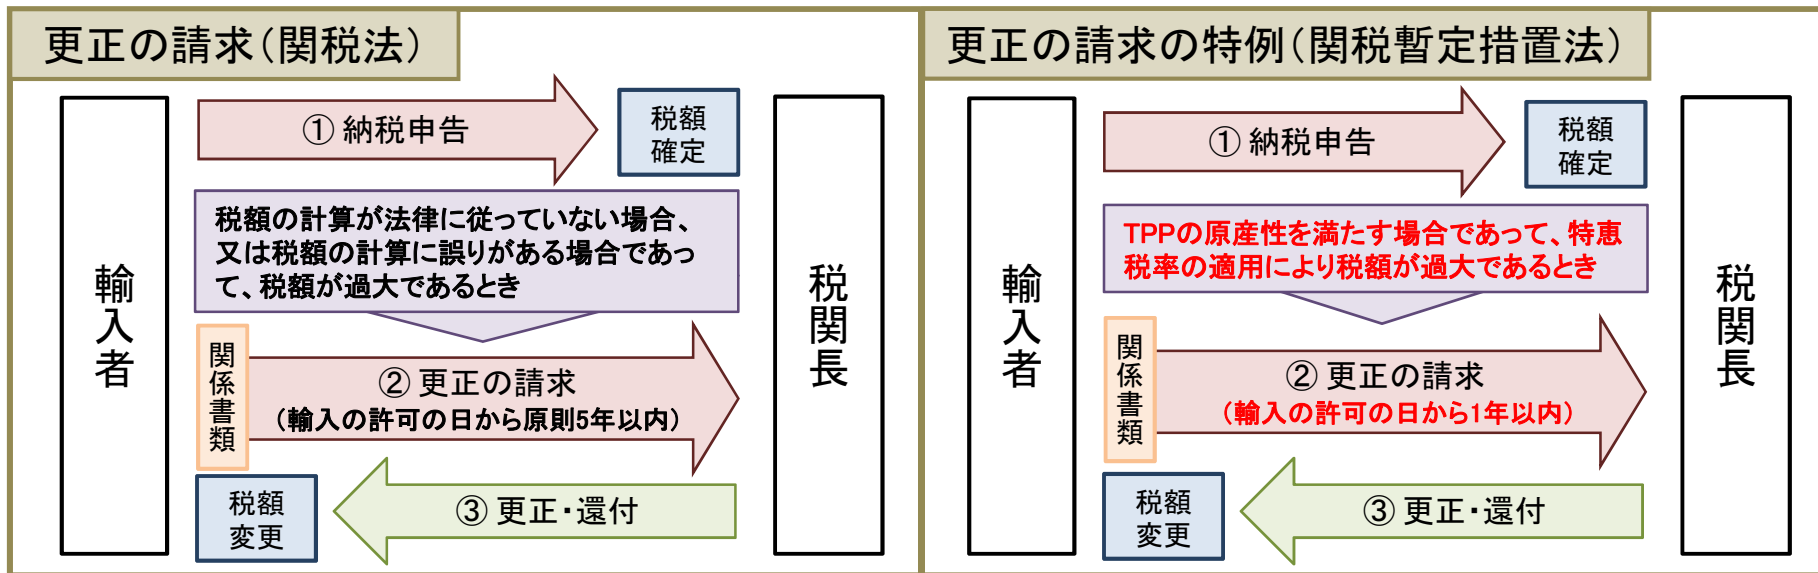 更正の請求(関税法)
輸入者
① 納税申告
税額
確定
税額の計算が法律に従っていない場合、
又は税額の計算に誤りがある場合であっ
て、税額が過大であるとき
関係書類
② 更正の請求
(輸入の許可の日から原則5年以内)
税額
変更
③ 更正・還付
税関長
更正の請求の特例(関税暫定措置法)
輸入者
① 納税申告
税額
確定
TPPの原産性を満たす場合であって、特恵
税率の適用により税額が過大であるとき
関係書類
② 更正の請求
(輸入の許可の日から1年以内)
税額
変更
③ 更正・還付
税関長